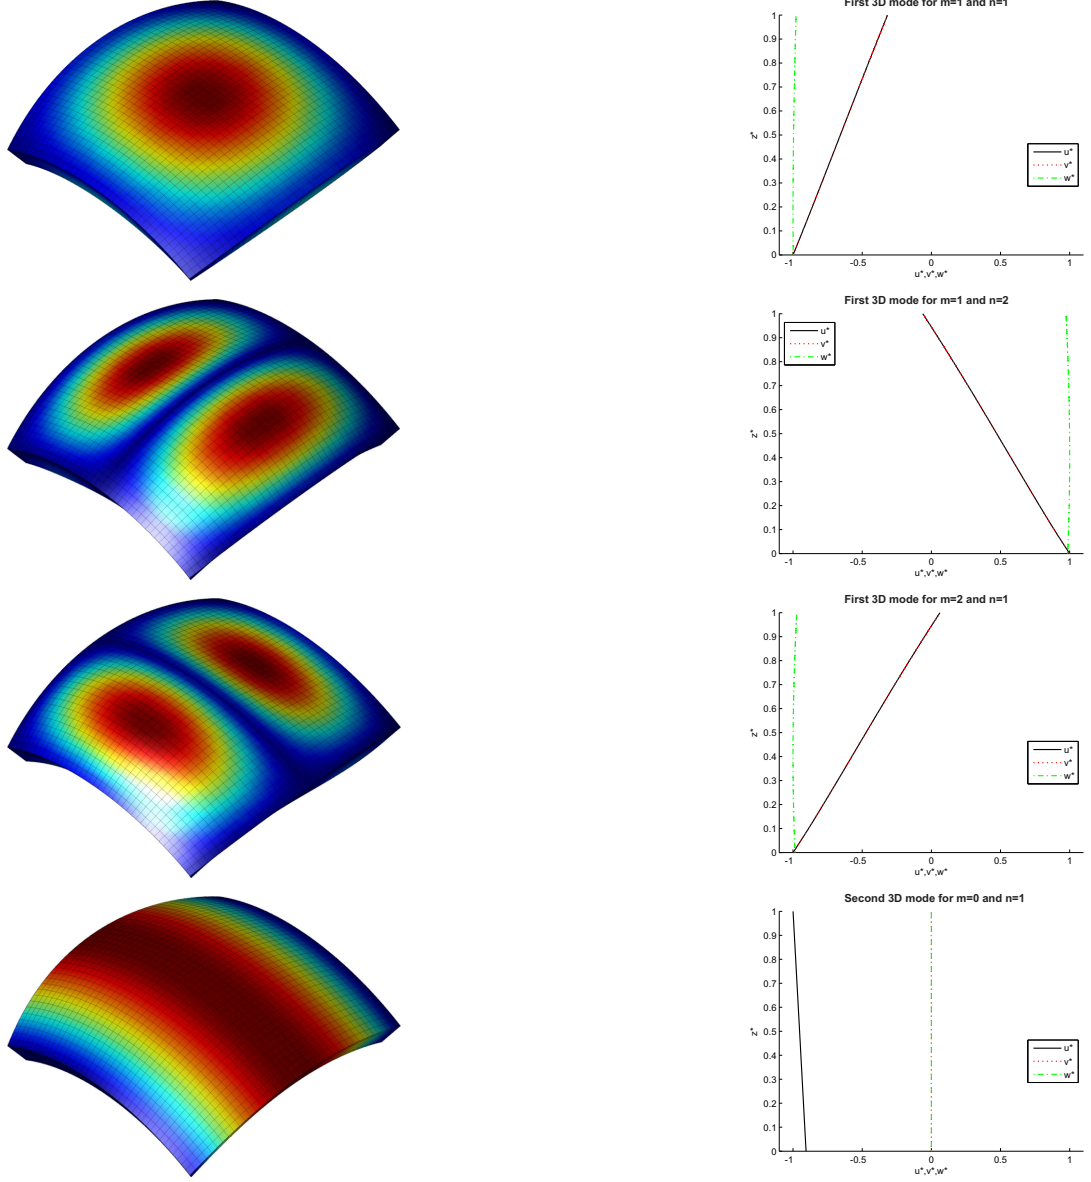 First 3D mode for m=1 and n=1
1
0.9
0.8
0.7
0.6
0.5
0.4
0.3
0.2
0.1
0
z*
-1 -0.5 0 0.5 1
u*,v*,w*
u*
v*
w*
First 3D mode for m=1 and n=2
1
0.9
0.8
0.7
0.6
0.5
0.4
0.3
0.2
0.1
0
z*
-1 -0.5 0 0.5 1
u*,v*,w*
u*
v*
w*
First 3D mode for m=2 and n=1
1
0.9
0.8
0.7
0.6
0.5
0.4
0.3
0.2
0.1
0
z*
-1 -0.5 0 0.5 1
u*,v*,w*
u*
v*
w*
Second 3D mode for m=0 and n=1
1
0.9
0.8
0.7
0.6
0.5
0.4
0.3
0.2
0.1
0
z*
-1 -0.5 0 0.5 1
u*,v*,w*
u*
v*
w*